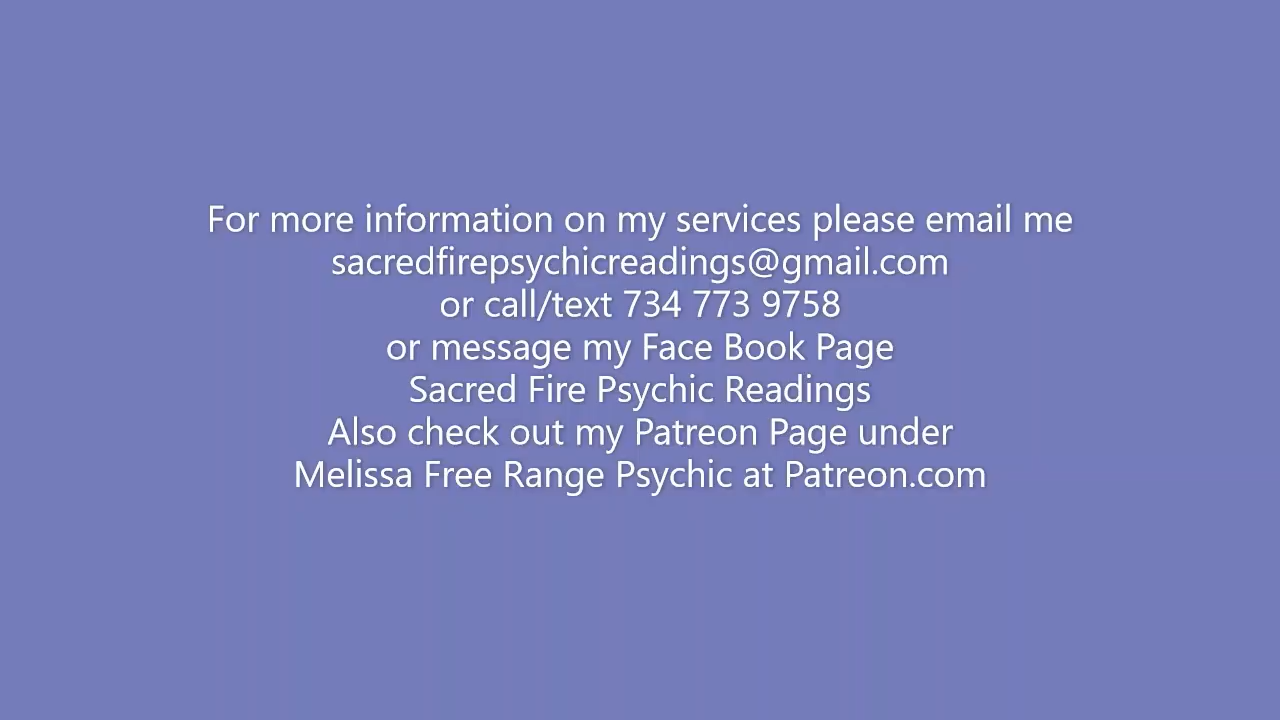 For more information on my services please email me
sacredfirepsychicreadings@gmail.com
or call/text 734 773 9758
or message my Face Book Page
Sacred Fire Psychic Readings
Also check out my Patreon Page under
Melissa Free Range Psychic at Patreon.com